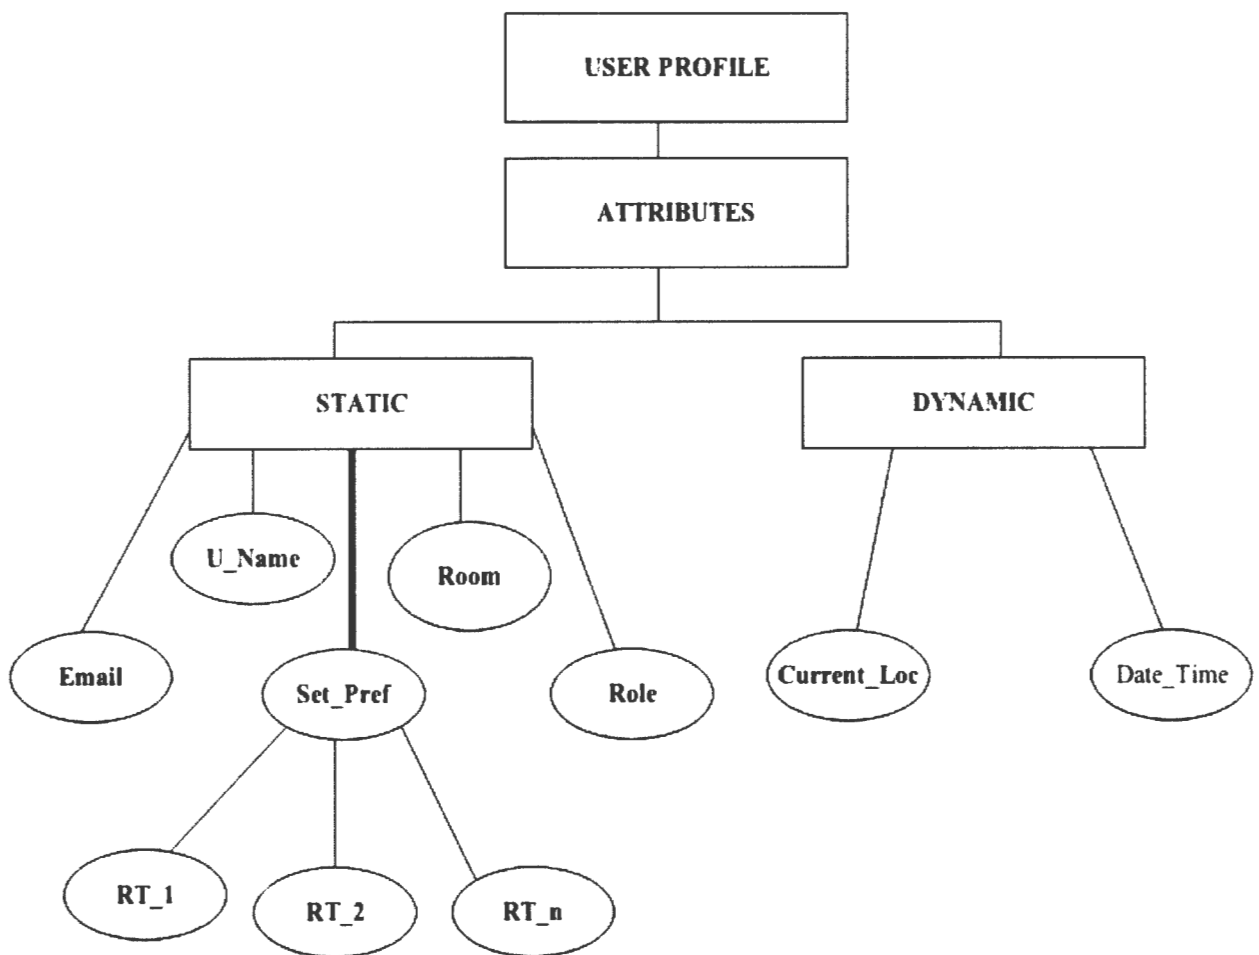 USER PROFILE
ATTRIBUTES
STATIC
DYNAMIC
U_Name
Room
Email
Set_Pref
Role
Current_Loc
Date_Time
RT_1
RT_2
RT_n